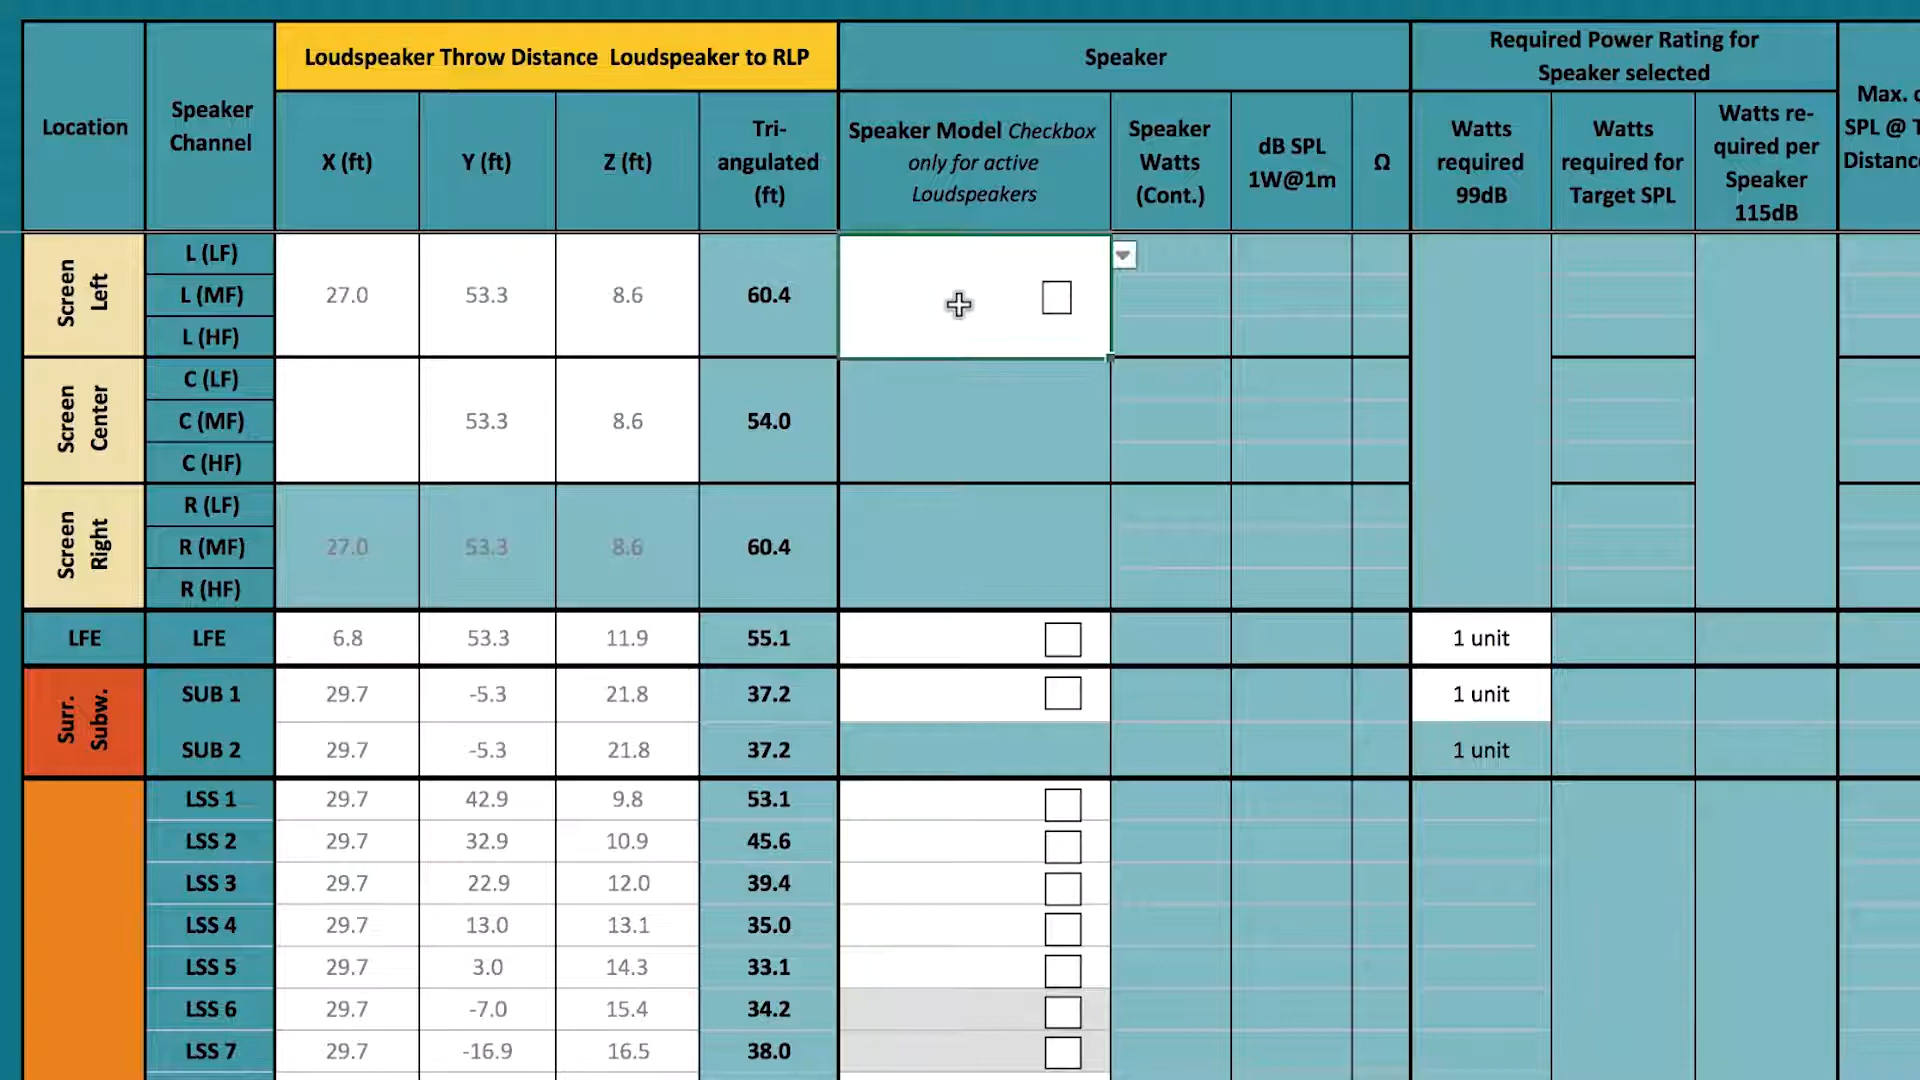 Location
Speaker
Channel
Loudspeaker Throw Distance  Loudspeaker to RLP
X (ft)
Y (ft)
Z (ft)
Tri-
angulated
(ft)
Speaker
Speaker Model Checkbox
only for active
Loudspeakers
Speaker
Watts
(Cont.)
dB SPL
1W@1m
Ω
Required Power Rating for
Speaker selected
Watts
required
99dB
Watts
required for
Target SPL
Watts re-
quired per
Speaker
115dB
Max.
SPL @
Distance
Screen
Left
L (LF)
L (MF) 27.0 53.3 8.6 60.4
L (HF)
Screen
Center
C (LF)
C (MF) 53.3 8.6 54.0
C (HF)
Screen
Right
R (LF)
R (MF) 27.0 53.3 8.6 60.4
R (HF)
LFE LFE 6.8 53.3 11.9 55.1 1 unit
Surr.
Subw.
SUB 1 29.7 -5.3 21.8 37.2 1 unit
SUB 2 29.7 -5.3 21.8 37.2 1 unit
LSS 1 29.7 42.9 9.8 53.1
LSS 2 29.7 32.9 10.9 45.6
LSS 3 29.7 22.9 12.0 39.4
LSS 4 29.7 13.0 13.1 35.0
LSS 5 29.7 3.0 14.3 33.1
LSS 6 29.7 -7.0 15.4 34.2
LSS 7 29.7 -16.9 16.5 38.0